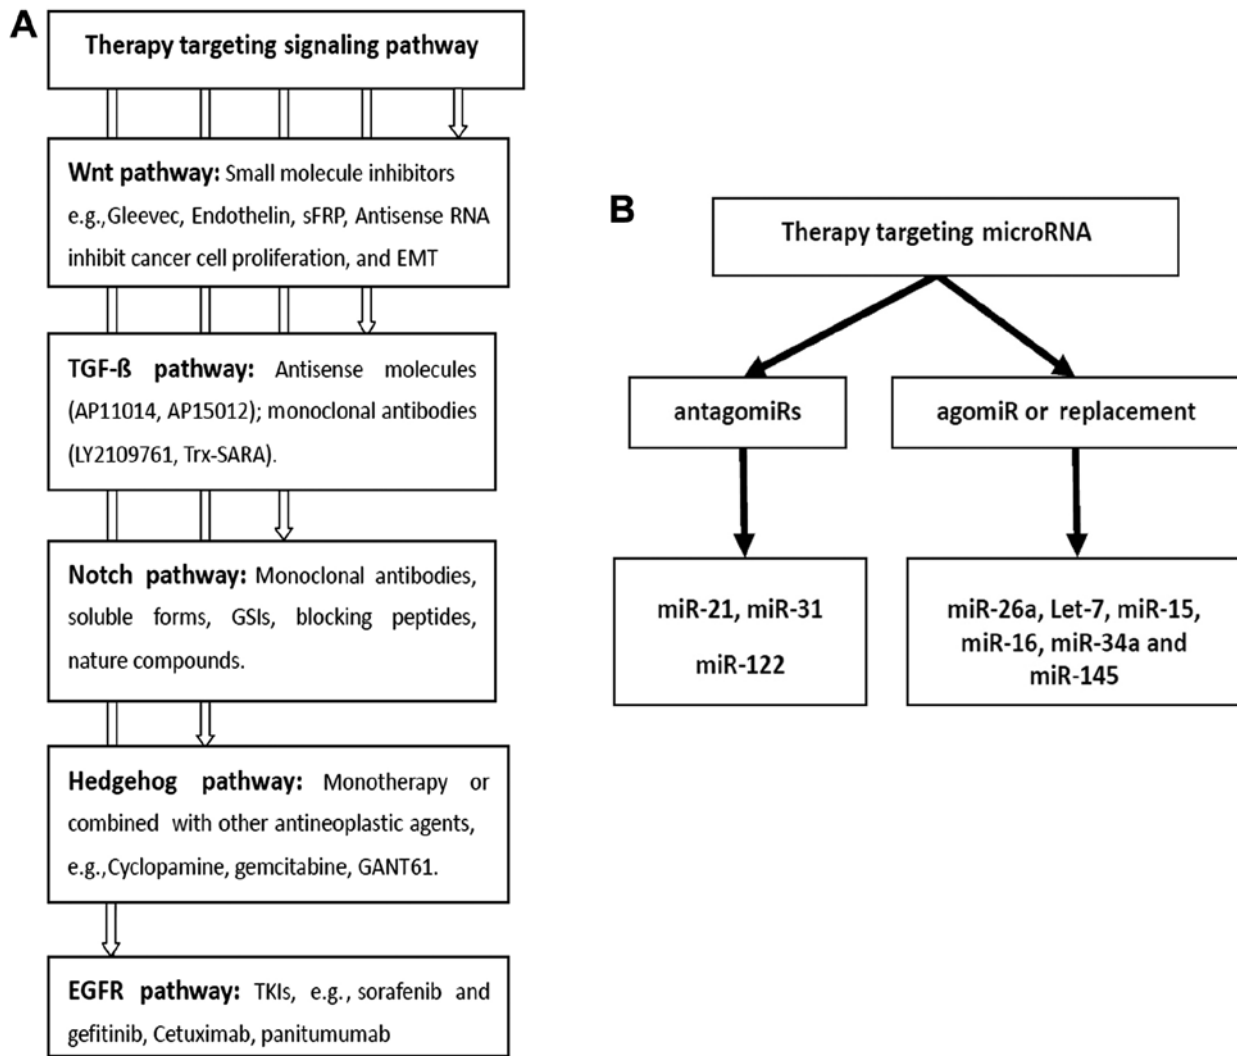 A
Therapy targeting signaling pathway
Wnt pathway: Small molecule inhibitors
e.g.,Gleevec, Endothelin, sFRP, Antisense RNA
inhibit cancer cell proliferation, and EMT
TGF-ß pathway: Antisense molecules
(AP11014, AP15012); monoclonal antibodies
(LY2109761, Trx-SARA).
Notch pathway: Monoclonal antibodies,
soluble forms, GSIs, blocking peptides,
nature compounds.
Hedgehog pathway: Monotherapy or
combined with other antineoplastic agents,
e.g.,Cyclopamine, gemcitabine, GANT61.
EGFR pathway: TKIs, e.g., sorafenib and
gefitinib, Cetuximab, panitumumab
B
Therapy targeting microRNA
antagomiRs
agomiR or replacement
miR-21, miR-31
miR-122
miR-26a, Let-7, miR-15,
miR-16, miR-34a and
miR-145